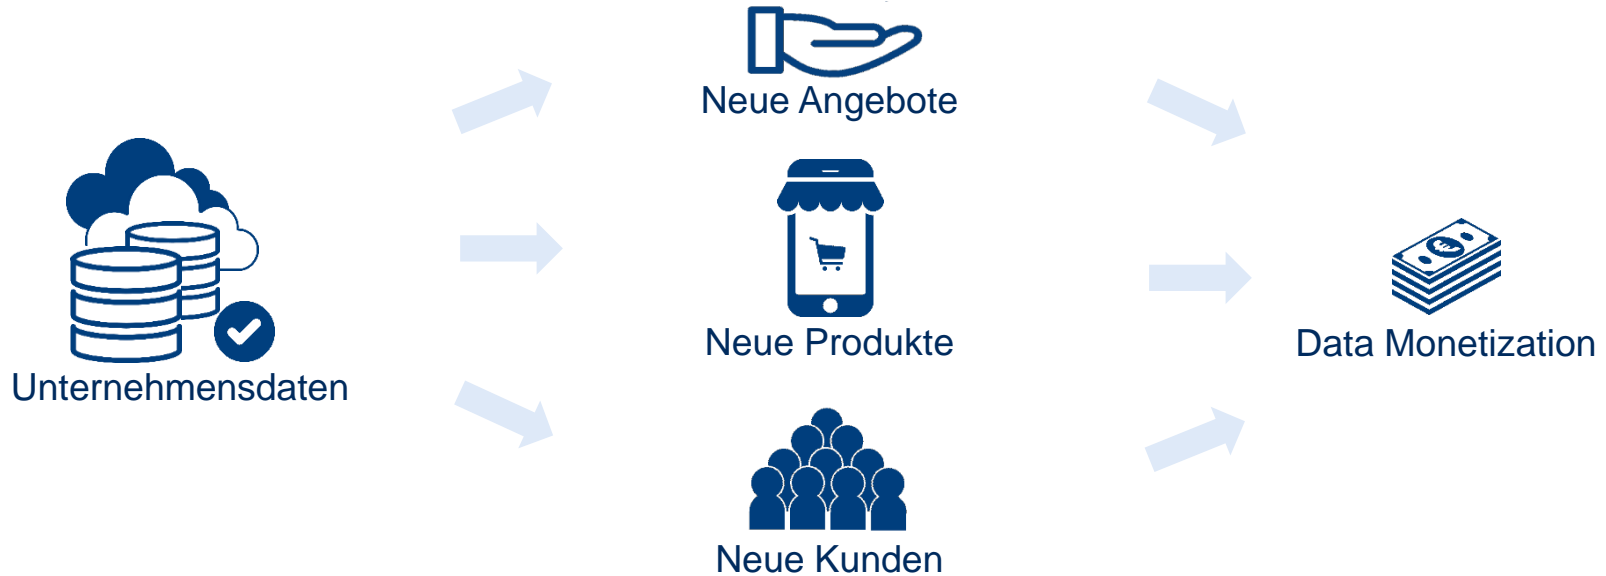 Neue Angebote
Unternehmensdaten
Neue Produkte
Data Monetization
Neue Kunden